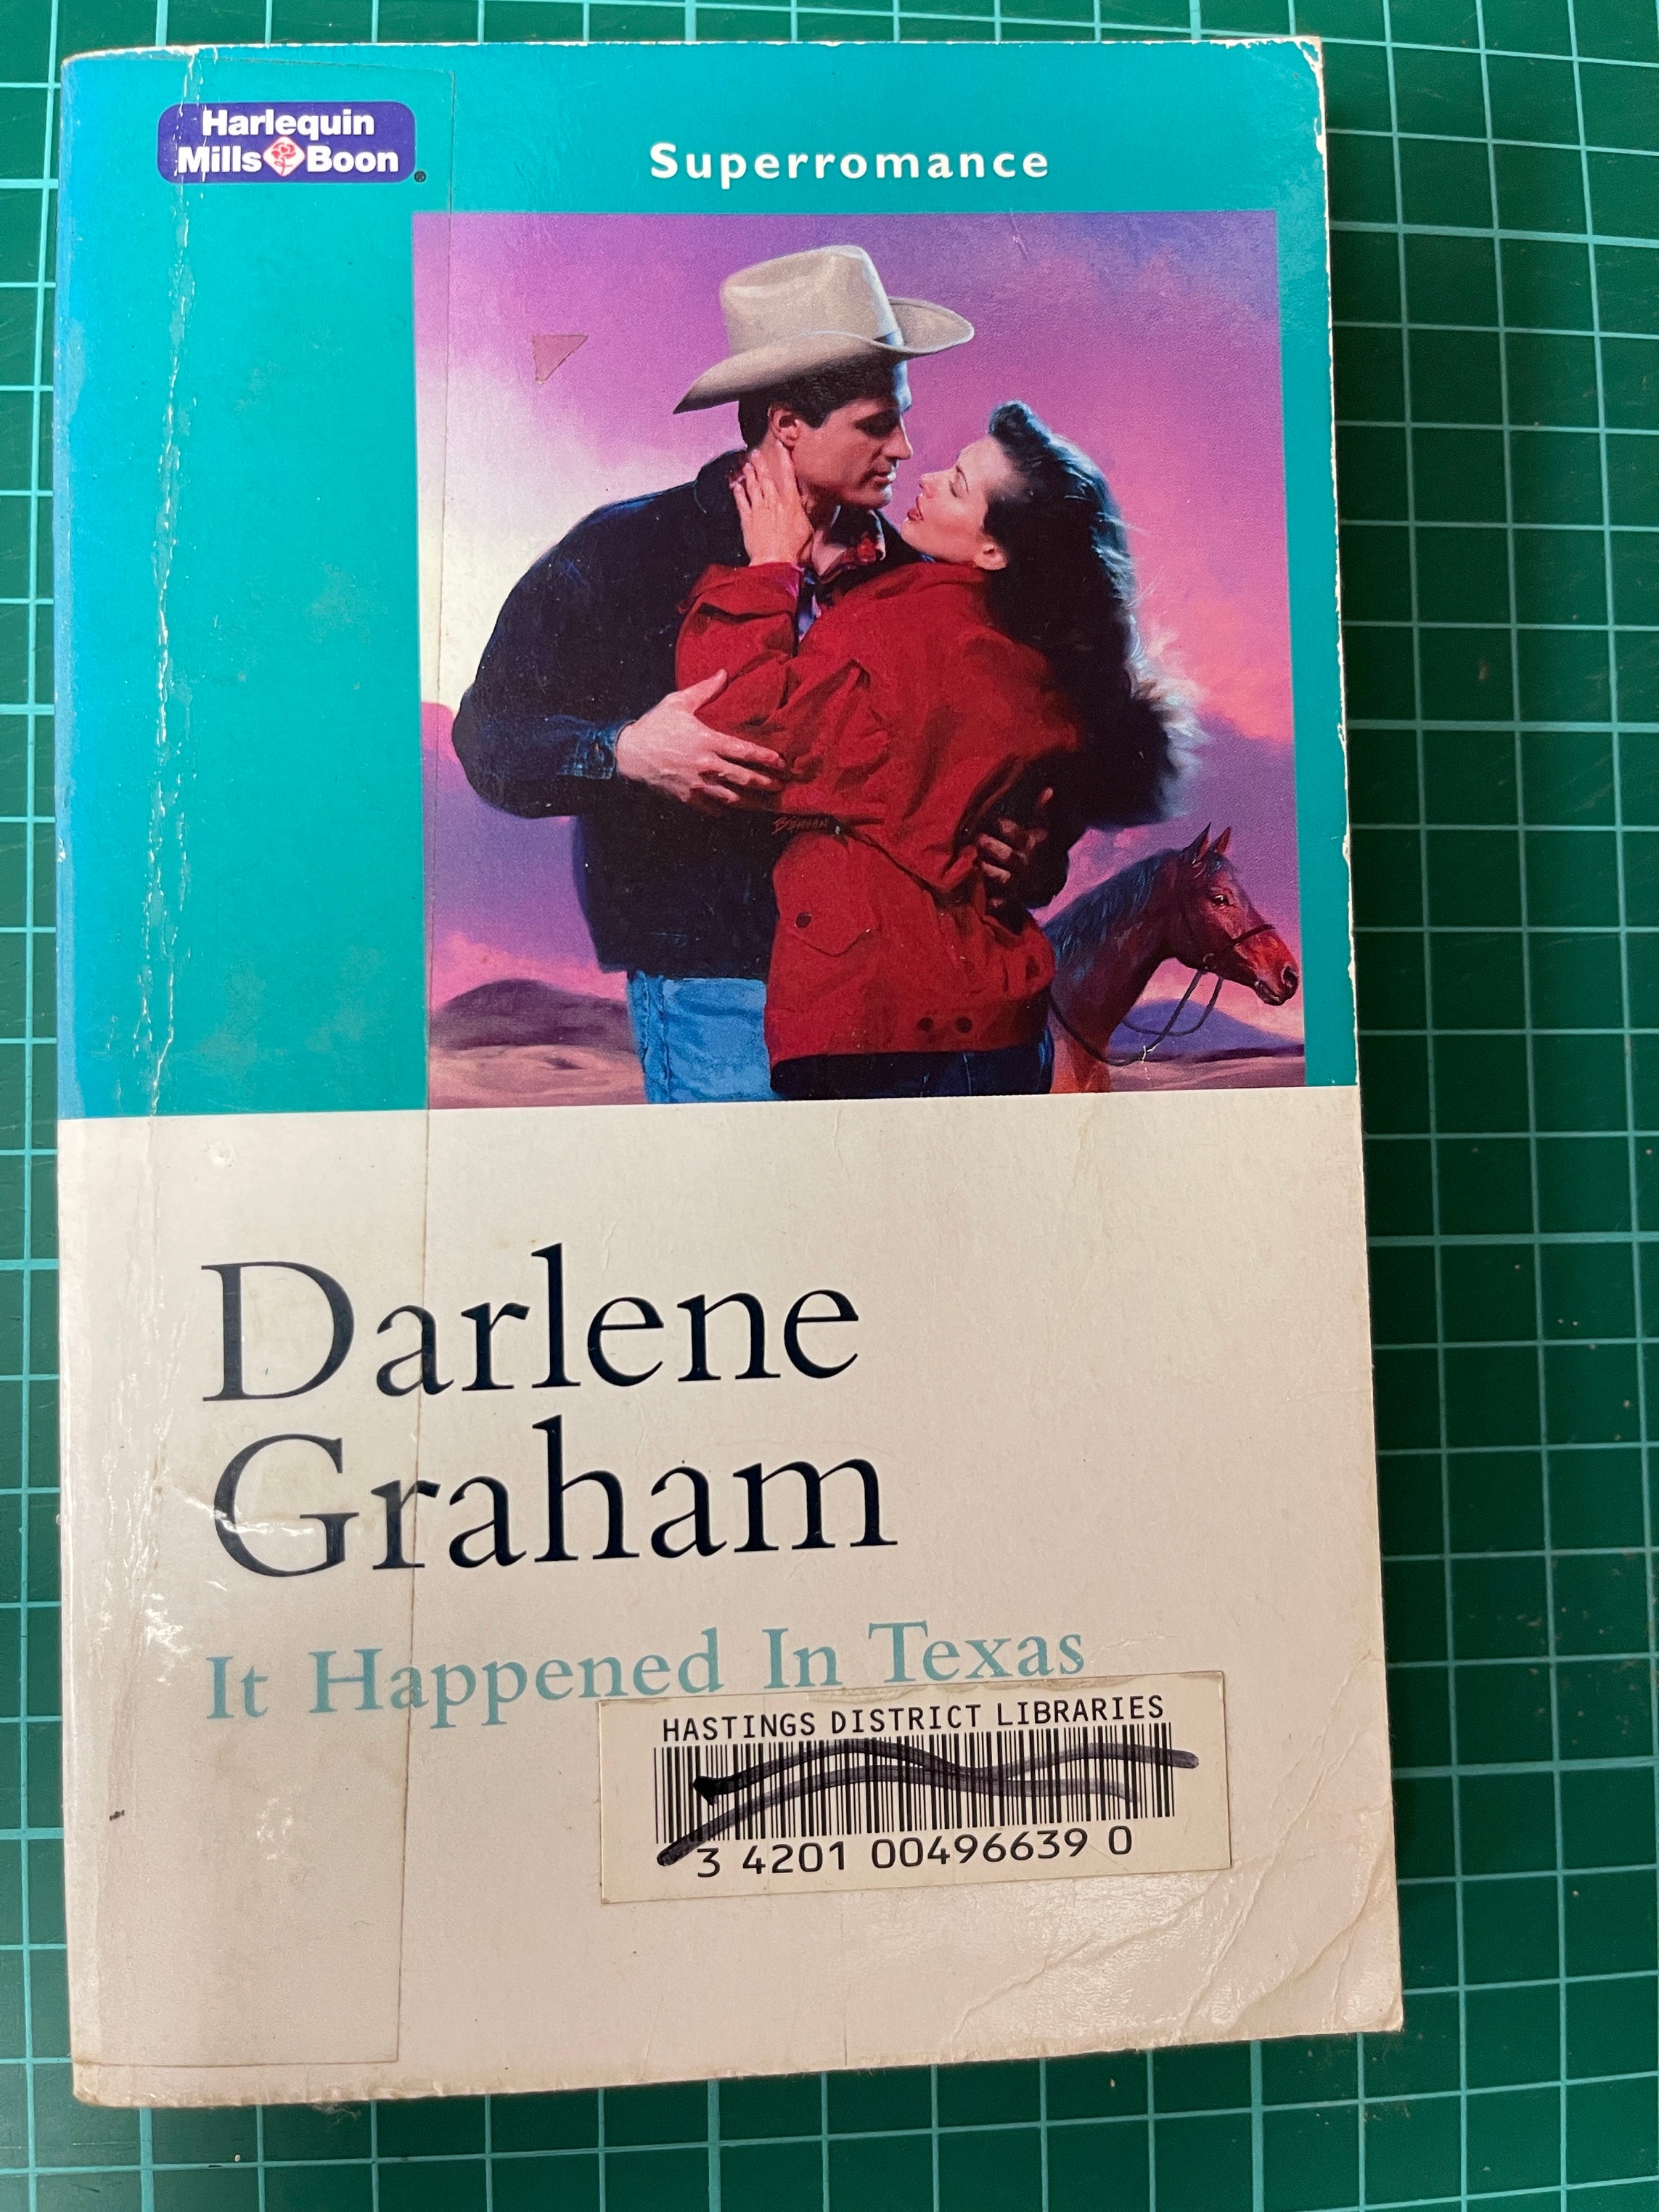 Harlequin
Mills Boon
Superromance
Darlene
Graham
It Happened In Texas
HASTINGS DISTRICT LIBRARIES
3 4201 00496639 0